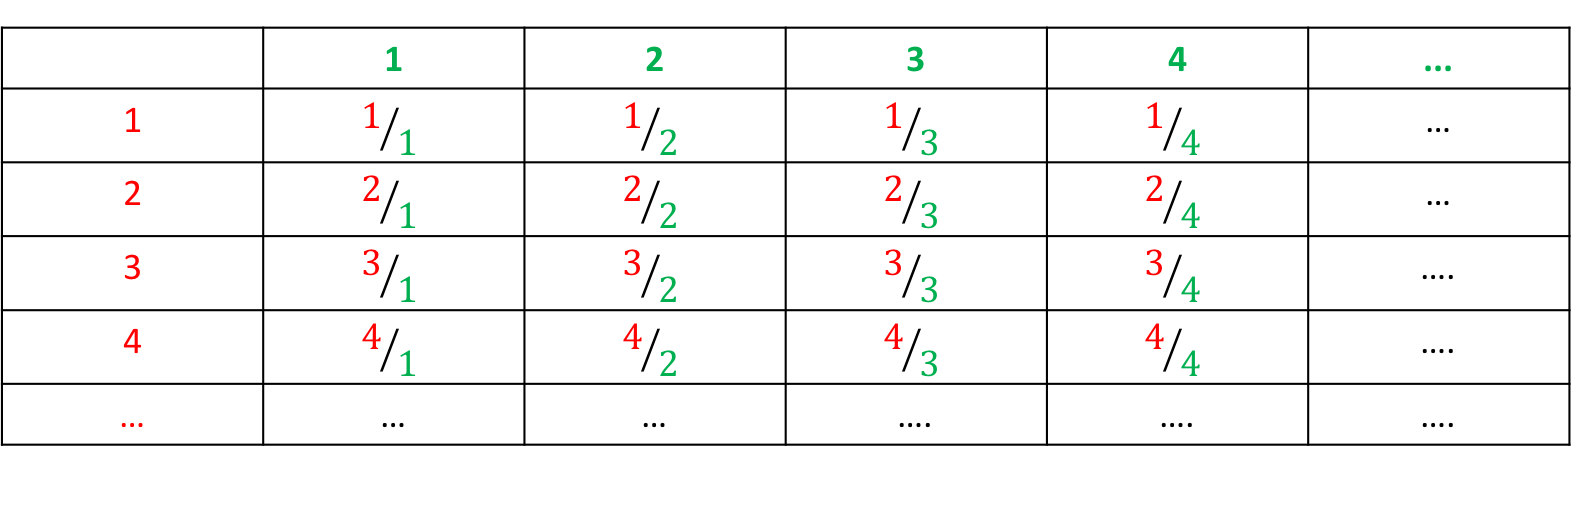 1 2 3 4 ...
1 1/1 1/2 1/3 1/4 ...
2 2/1 2/2 2/3 2/4 ...
3 3/1 3/2 3/3 3/4 ....
4 4/1 4/2 4/3 4/4 ....
... ... ... .... .... ....